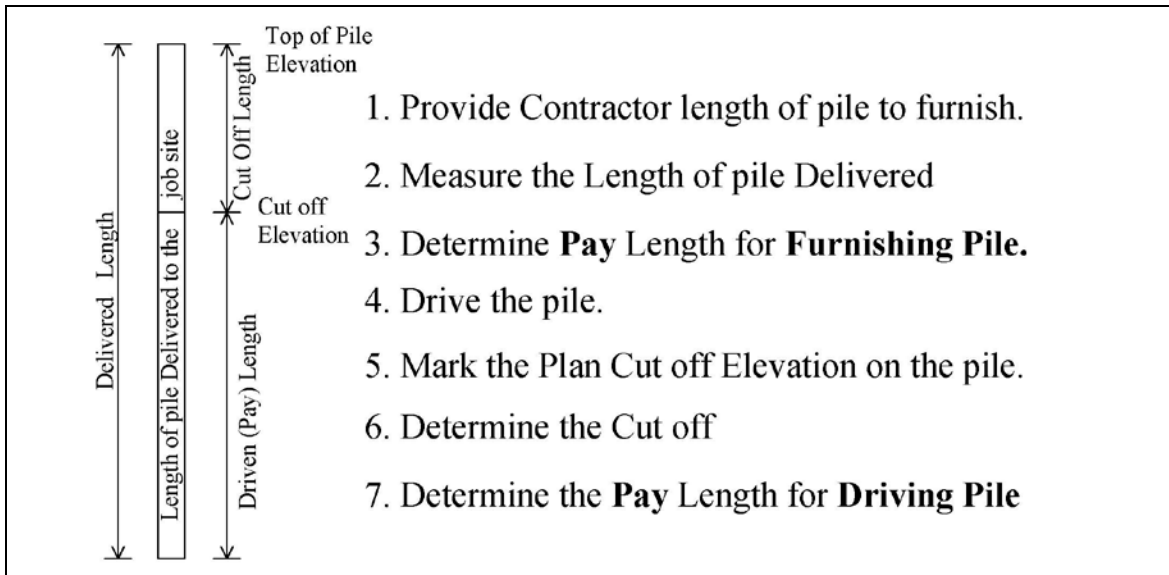 Top of Pile
Elevation
Cut Off Length
job site
Cut off
Elevation
Delivered Length
Length of pile Delivered to the
Driven (Pay) Length
1. Provide Contractor length of pile to furnish.
2. Measure the Length of pile Delivered
3. Determine Pay Length for Furnishing Pile.
4. Drive the pile.
5. Mark the Plan Cut off Elevation on the pile.
6. Determine the Cut off
7. Determine the Pay Length for Driving Pile